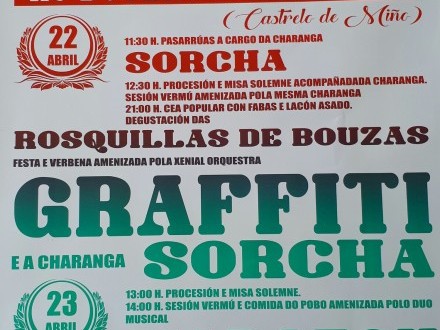 (Castrelo de Miño)
22
ABRIL
11:30 H. PASARRÚAS A CARGO DA CHARANGA
SORCHA
12:30 H. PROCESIÓN E MISA SOLEMNE ACOMPAÑADADA CHARANGA.
SESIÓN VERMÚ AMENIZADA POLA MESMA CHARANGA
21:00 H. CEA POPULAR CON FABAS E LACÓN ASADO.
DEGUSTACIÓN DAS
ROSQUILLAS DE BOUZAS
FESTA E VERBENA AMENIZADA POLA XENIAL ORQUESTRA
GRAFFITI
E A CHARANGA SORCHA
23
ABRIL
13:00 H. PROCESIÓN E MISA SOLEMNE.
14:00 H. SESIÓN VERMÚ E COMIDA DO POBO AMENIZADA POLO DUO
MUSICAL